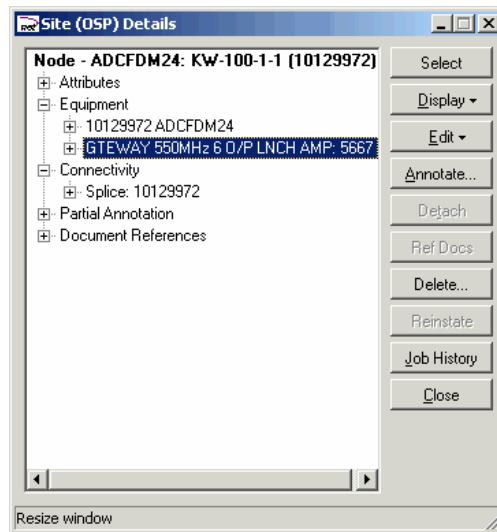 Site (OSP) Details
Node - ADCFDM24: KW-100-1-1 (10129972)
Attributes
Equipment
10129972 ADCFDM24
GTEWAY 550MHz 6 O/P LNCH AMP: 5667
Connectivity
Splice: 10129972
Partial Annotation
Document References
Select
Display
Edit
Annotate...
Detach
Ref Docs
Delete...
Reinstate
Job History
Close
Resize window